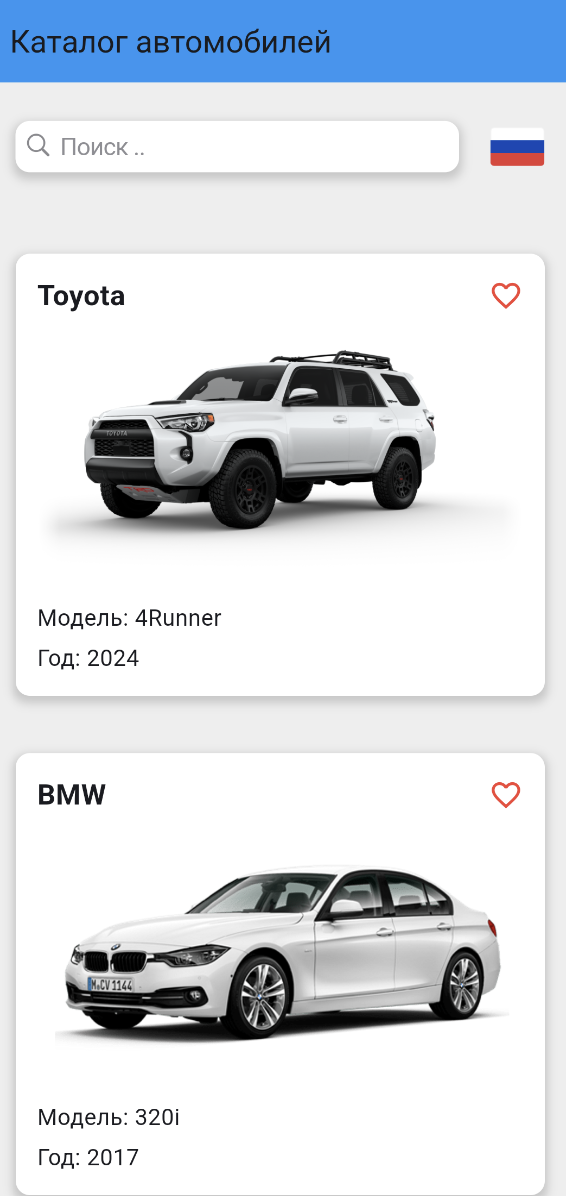 Каталог автомобилей
Поиск ..
Toyota
TOYOTA
Модель: 4Runner
Год: 2024
BMW
M CV 1144
Модель: 320i
Год: 2017